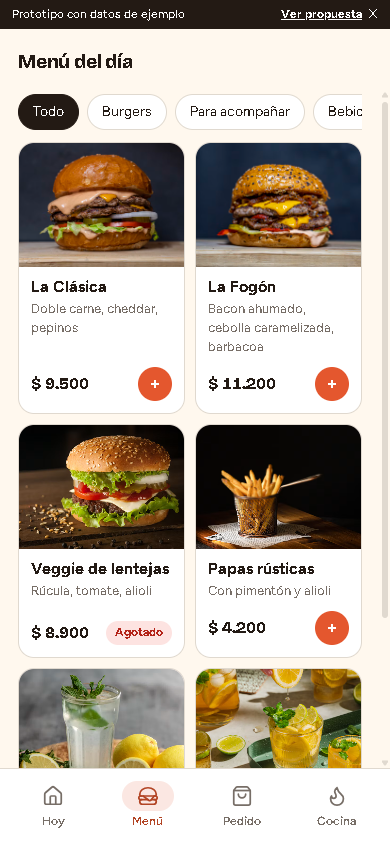 Prototipo con datos de ejemplo
Ver propuesta ×
Menú del día
Todo
Burgers
Para acompañar
Bebic
La Clásica
Doble carne, cheddar,
pepinos
$ 9.500
+
La Fogón
Bacon ahumado,
cebolla caramelizada,
barbacoa
$ 11.200
+
Veggie de lentejas
Rúcula, tomate, alioli
$ 8.900
Agotado
Papas rústicas
Con pimentón y alioli
$ 4.200
+
Hoy
Menú
Pedido
Cocina